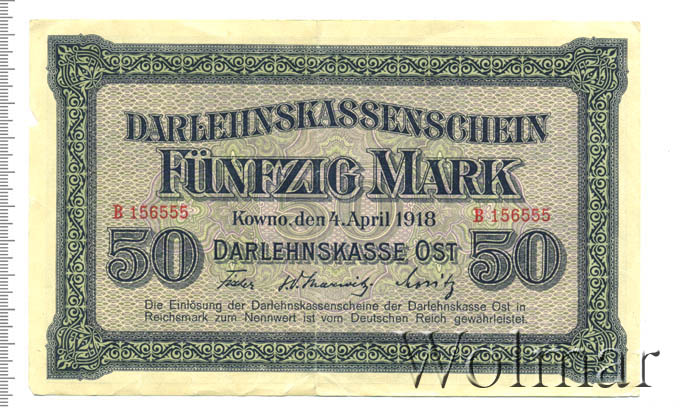 DARLEHNSKASSENSCHEIN
FÜNFZIG MARK
B 156555 B 156555
Kowno, den 4. April 1918
50 DARLEHNSKASSE OST 50
Die Einlösung der Darlehnskassenscheine der Darlehnskasse Ost in
Reichsmark zum Nennwert ist vom Deutschen Reich gewährleistet.
Wolmar